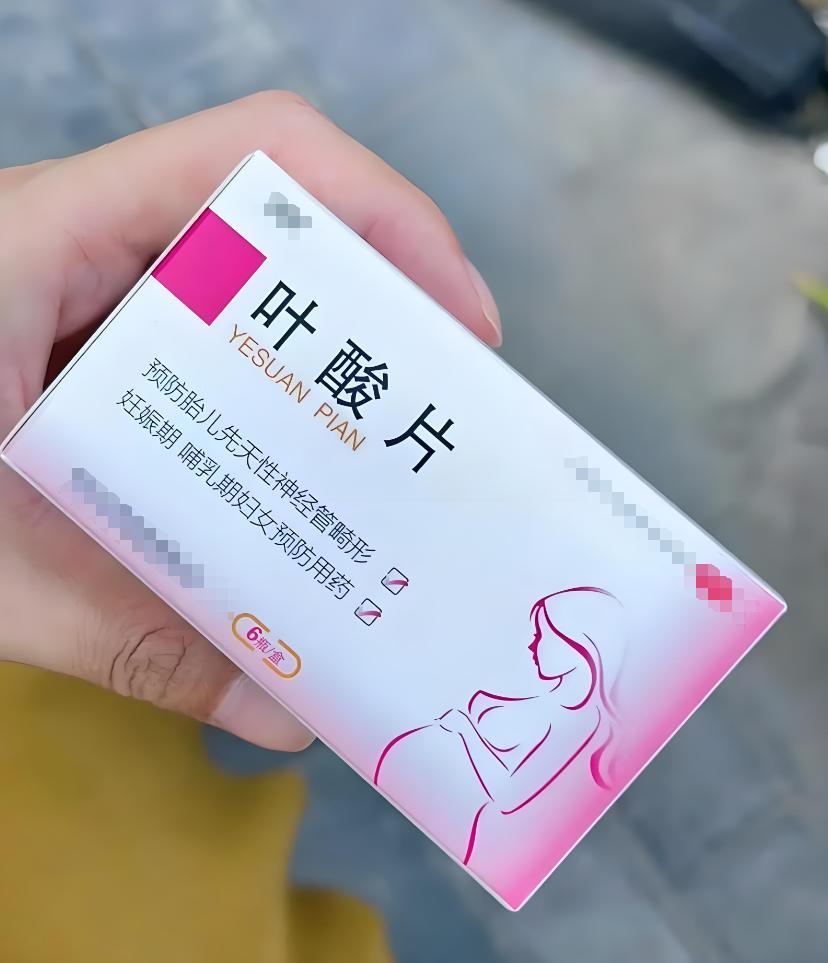 叶酸片
YESUAN PIAN
预防胎儿先天性神经管畸形
妊娠期 哺乳期妇女预防用药
6瓶/盒